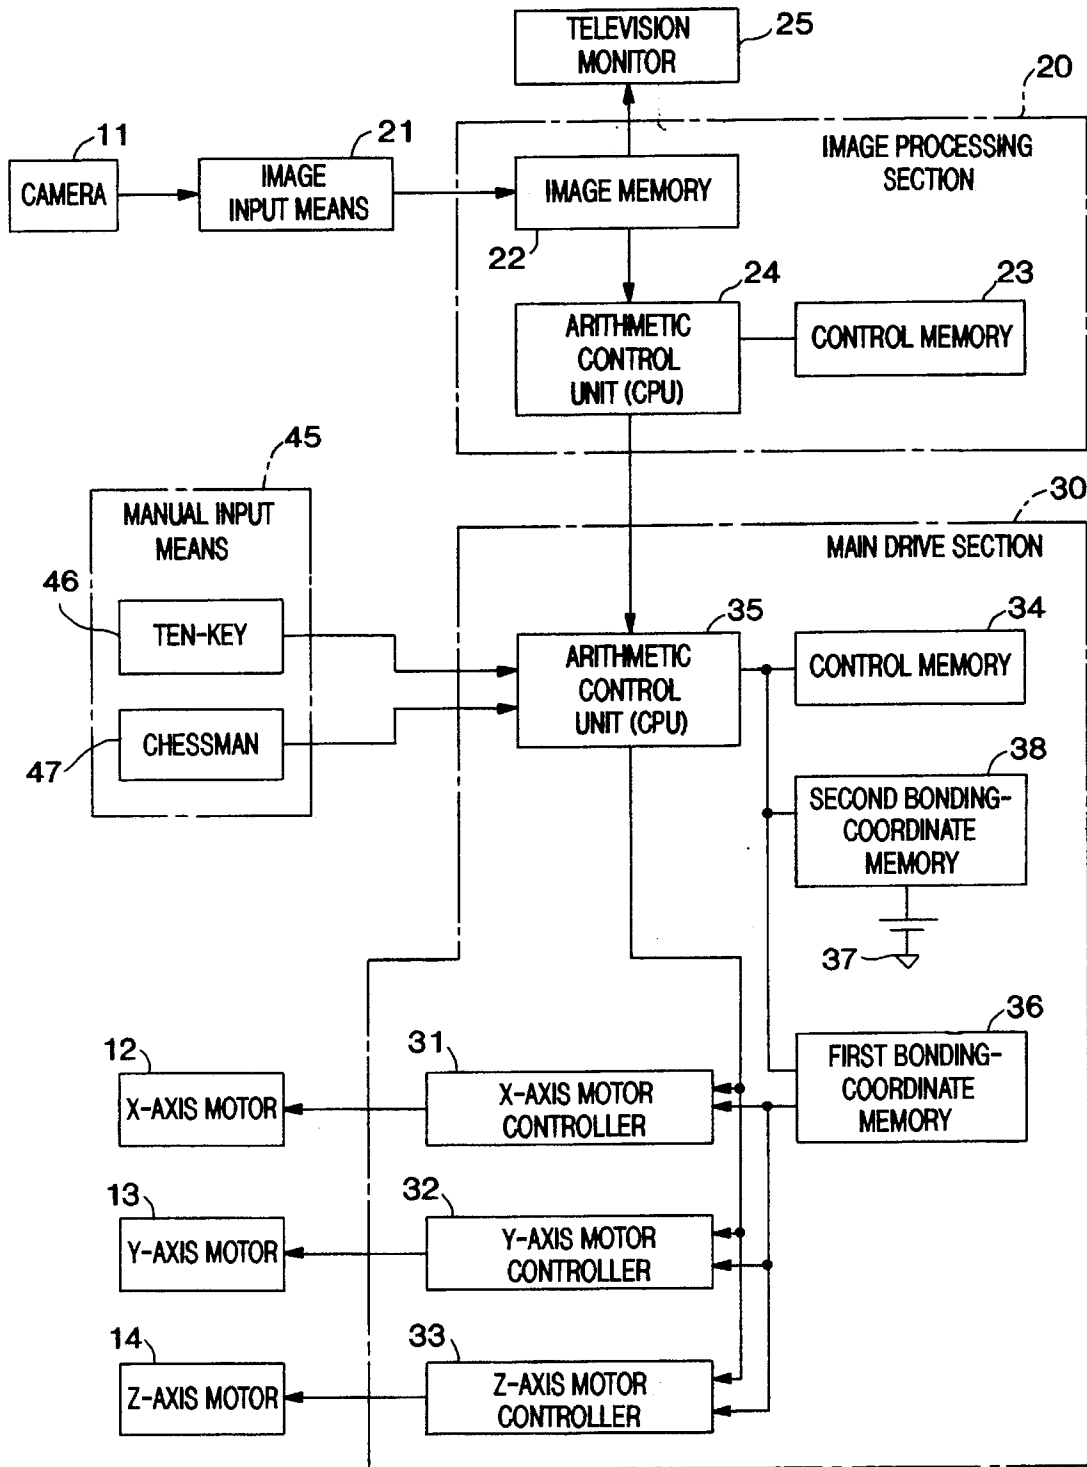 TELEVISION
MONITOR
25
20
11
21
CAMERA
IMAGE
INPUT MEANS
IMAGE MEMORY
22
IMAGE PROCESSING
SECTION
24
23
ARITHMETIC
CONTROL
UNIT (CPU)
CONTROL MEMORY
45
MANUAL INPUT
MEANS
30
MAIN DRIVE SECTION
46
TEN-KEY
35
34
ARITHMETIC
CONTROL
UNIT (CPU)
CONTROL MEMORY
47
CHESSMAN
38
SECOND BONDING-
COORDINATE
MEMORY
37
36
FIRST BONDING-
COORDINATE
MEMORY
12
X-AXIS MOTOR
31
X-AXIS MOTOR
CONTROLLER
13
Y-AXIS MOTOR
32
Y-AXIS MOTOR
CONTROLLER
14
Z-AXIS MOTOR
33
Z-AXIS MOTOR
CONTROLLER